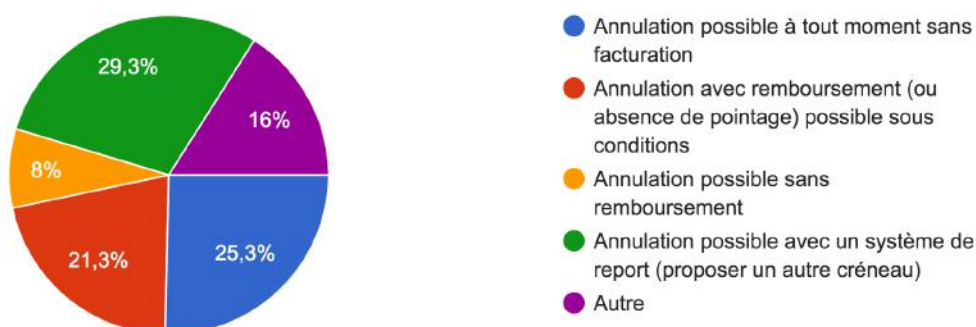 29,3%
16%
8%
21,3%
25,3%
Annulation possible à tout moment sans
facturation
Annulation avec remboursement (ou
absence de pointage) possible sous
conditions
Annulation possible sans
remboursement
Annulation possible avec un système de
report (proposer un autre créneau)
Autre